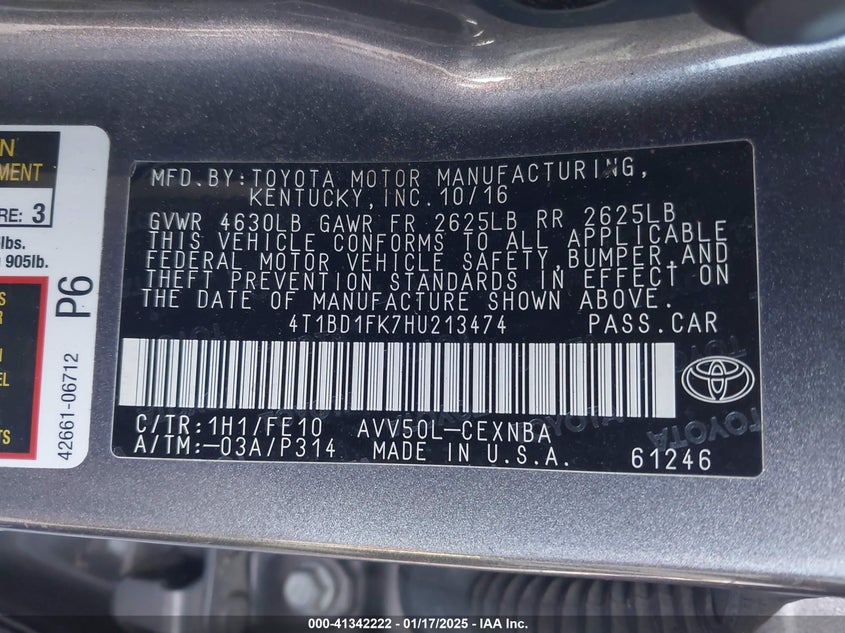 N
MENT
RE: 3
lbs.
905lb.
S
R
EL
TS
P6
42661-06712
MFD.BY:TOYOTA MOTOR MANUFACTURING,
KENTUCKY,INC.10/16
GVWR 4630LB GAWR FR 2625LB RR 2625LB
THIS VEHICLE CONFORMS TO ALL APPLICABLE
FEDERAL MOTOR VEHICLE SAFETY,BUMPER,AND
THEFT PREVENTION STANDARDS IN EFFECT ON
THE DATE OF MANUFACTURE SHOWN ABOVE.
4T1BD1FK7HU213474 PASS.CAR
C/TR:1H1/FE10 AVV50L-CEXNBA
A/TM:-03A/P314 MADE IN U.S.A. 61246
TOYOTA
000-41342222 - 01/17/2025 - IAA Inc.